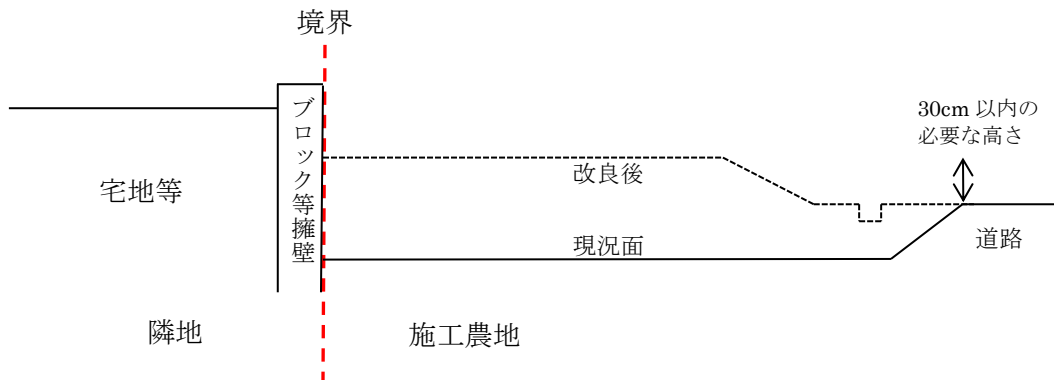 境界
ブロック等擁壁
30cm 以内の
必要な高さ
改良後
宅地等
道路
現況面
隣地
施工農地